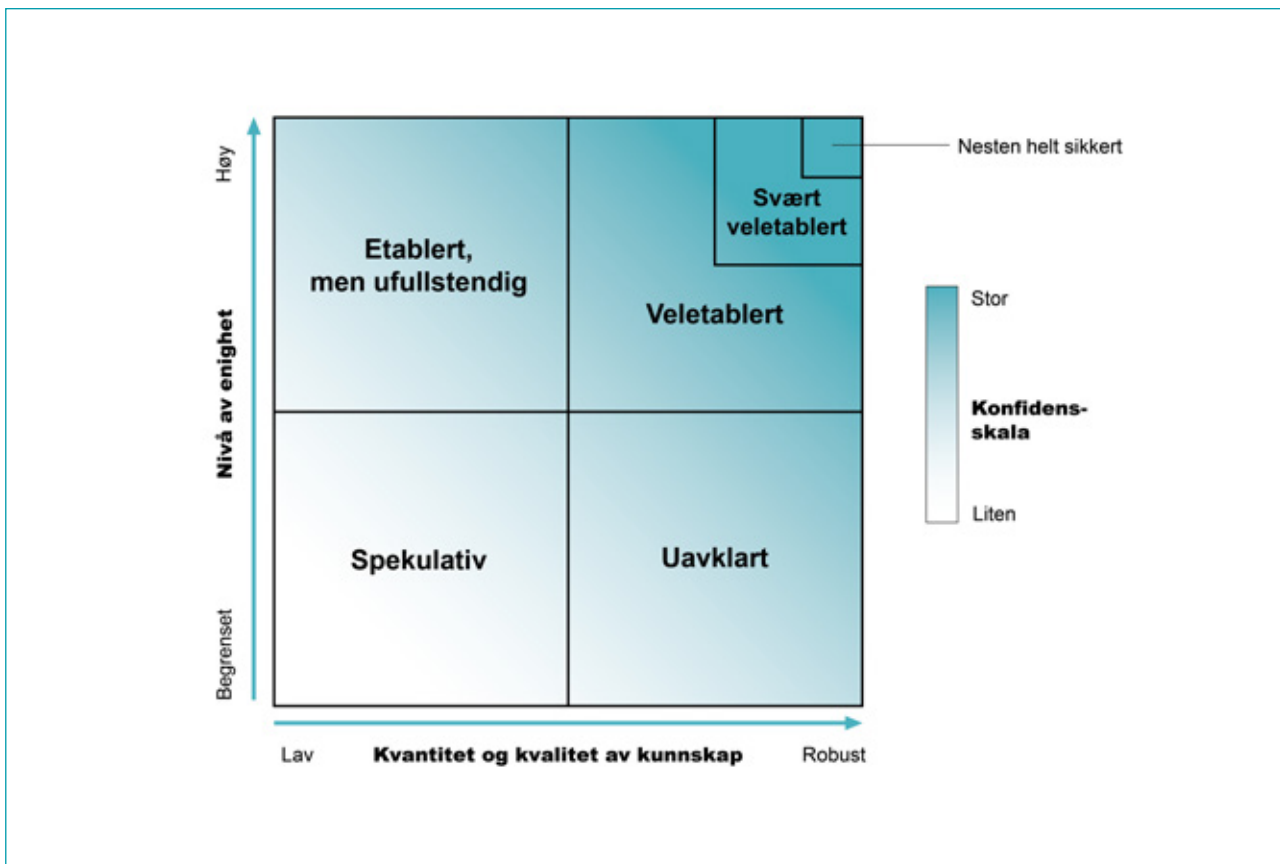 Høy
Nesten helt sikkert
Svært
veletablert
Etablert,
men ufullstendig
Veletablert
Stor
Nivå av enighet
Konfidens-
skala
Liten
Spekulativ
Uavklart
Begrenset
Lav
Kvantitet og kvalitet av kunnskap
Robust